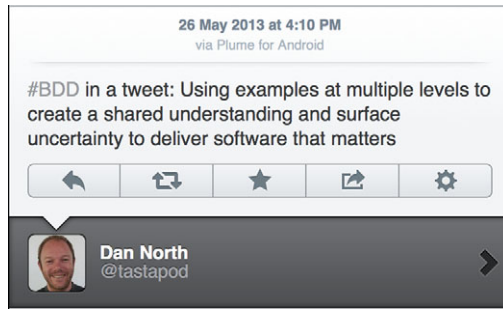 26 May 2013 at 4:10 PM
via Plume for Android
#BDD in a tweet: Using examples at multiple levels to
create a shared understanding and surface
uncertainty to deliver software that matters
Dan North
@tastapod